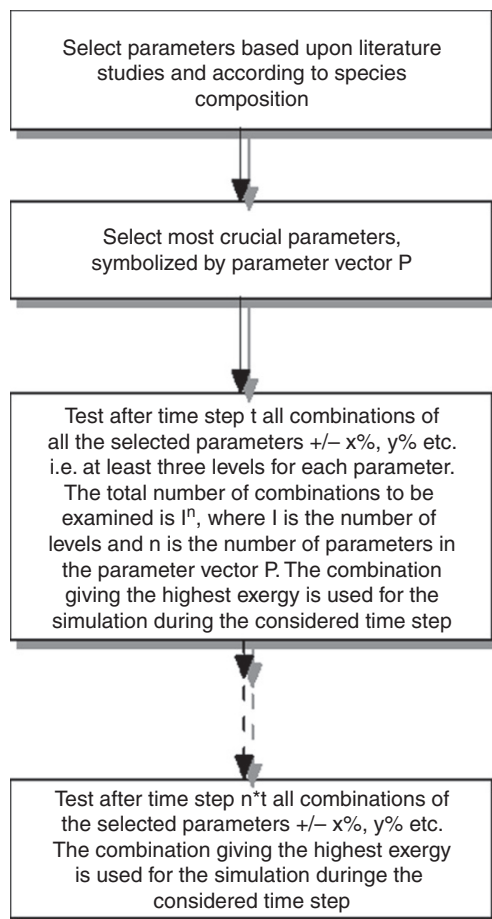 Select parameters based upon literature
studies and according to species
composition
Select most crucial parameters,
symbolized by parameter vector P
Test after time step t all combinations of
all the selected parameters +/– x%, y% etc.
i.e. at least three levels for each parameter.
The total number of combinations to be
examined is lⁿ, where l is the number of
levels and n is the number of parameters in
the parameter vector P. The combination
giving the highest exergy is used for the
simulation during the considered time step
Test after time step n*t all combinations of
the selected parameters +/– x%, y% etc.
The combination giving the highest exergy
is used for the simulation duringe the
considered time step